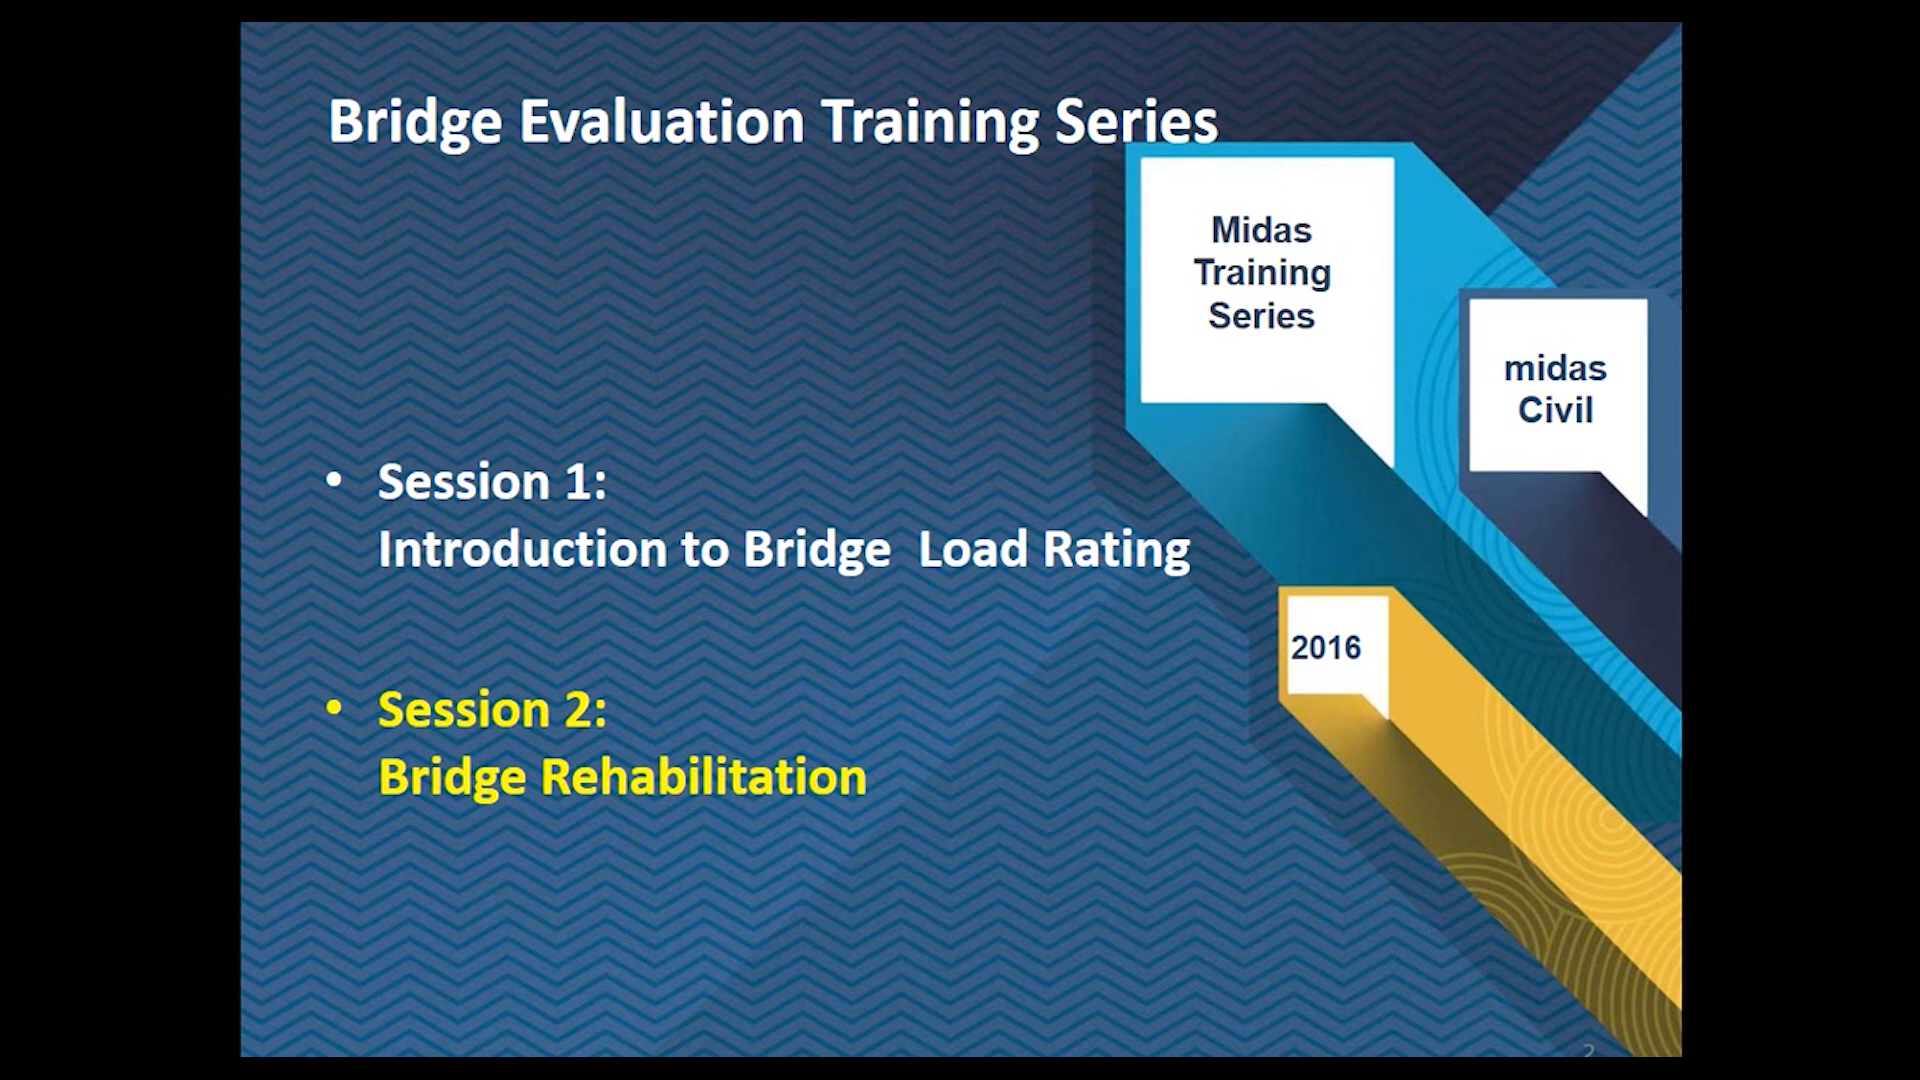 Bridge Evaluation Training Series
Midas
Training
Series
midas
Civil
• Session 1:
Introduction to Bridge  Load Rating
2016
• Session 2:
Bridge Rehabilitation
2